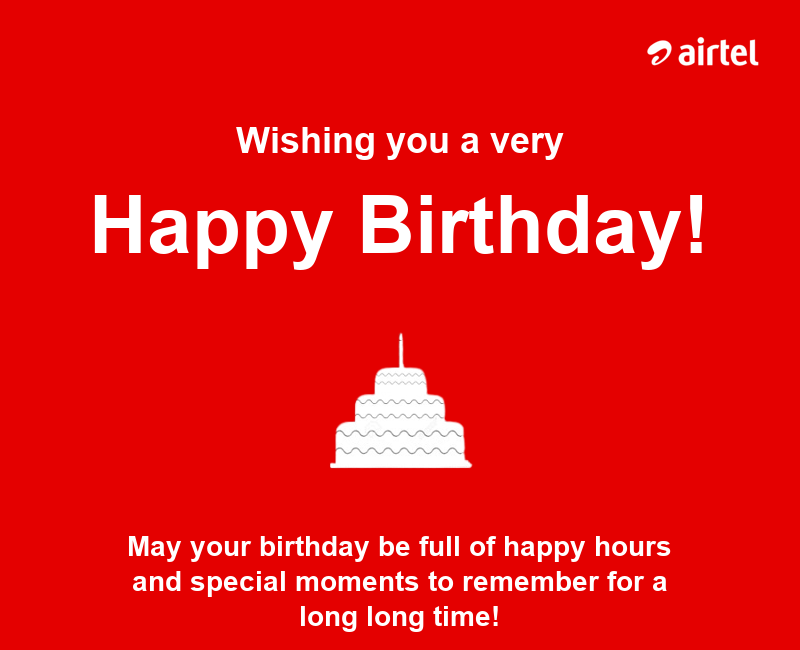 airtel
Wishing you a very
Happy Birthday!
May your birthday be full of happy hours
and special moments to remember for a
long long time!